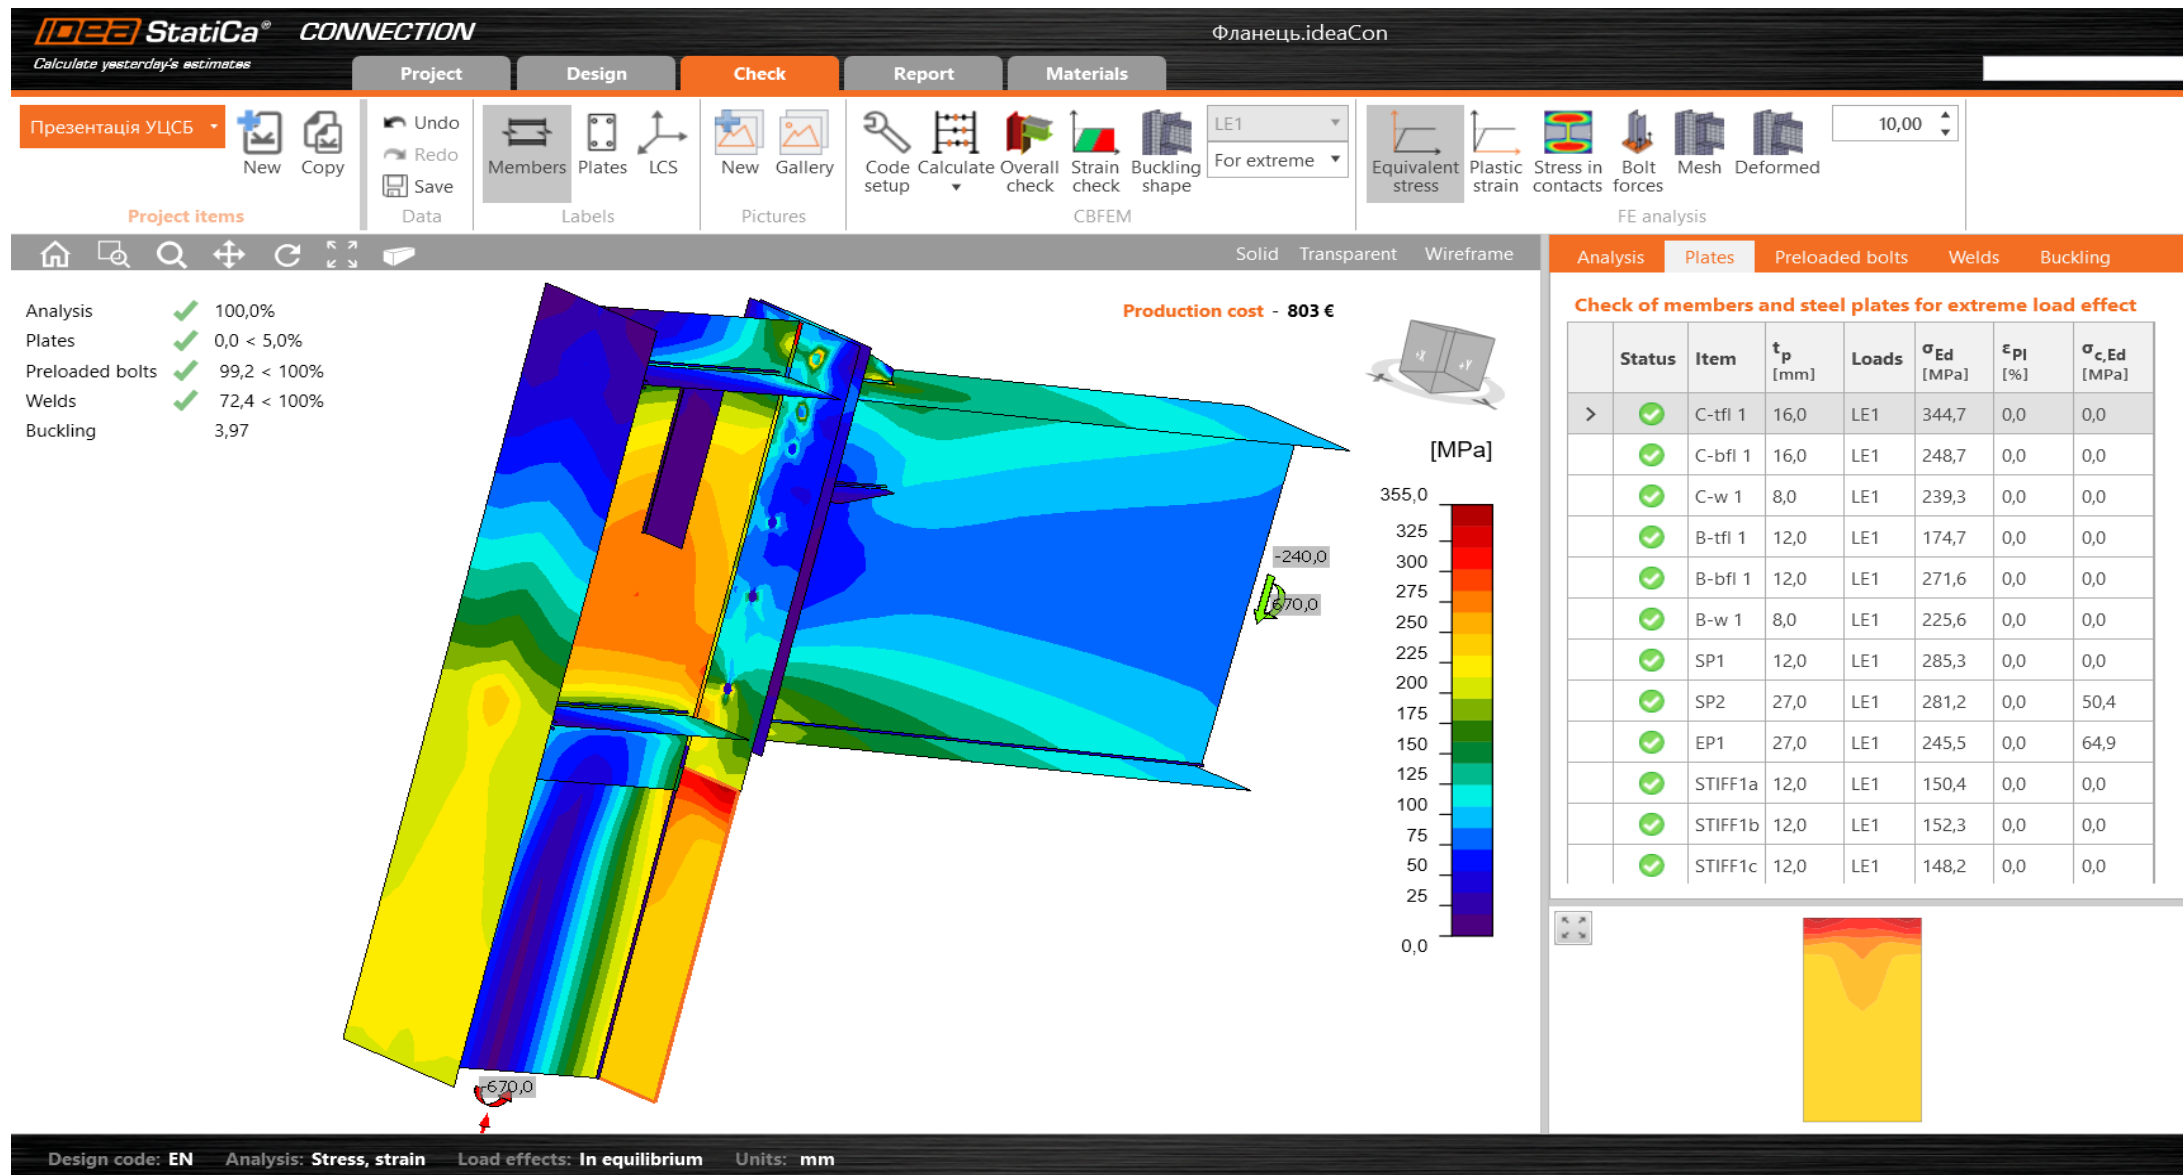 IDEA StatiCa® CONNECTION
Calculate yesterday's estimates
Фланець.ideaCon
Project Design Check Report Materials
Презентація УЦСБ
New Copy
Undo
Redo
Save
Members Plates LCS
New Gallery
Code setup Calculate Overall check Strain check Buckling shape
LE1
For extreme
Equivalent stress Plastic strain Stress in contacts Bolt forces Mesh Deformed
10,00
Project items Data Labels Pictures CBFEM FE analysis
Solid Transparent Wireframe
Analysis 100,0%
Plates 0,0 < 5,0%
Preloaded bolts 99,2 < 100%
Welds 72,4 < 100%
Buckling 3,97
Production cost - 803 €
+X +Y
[MPa]
355,0
325
300
275
250
225
200
175
150
125
100
75
50
25
0,0
-240,0
670,0
-670,0
Analysis Plates Preloaded bolts Welds Buckling
Check of members and steel plates for extreme load effect
Status Item tp [mm] Loads σEd [MPa] εPl [%] σc,Ed [MPa]
> C-tfl 1 16,0 LE1 344,7 0,0 0,0
C-bfl 1 16,0 LE1 248,7 0,0 0,0
C-w 1 8,0 LE1 239,3 0,0 0,0
B-tfl 1 12,0 LE1 174,7 0,0 0,0
B-bfl 1 12,0 LE1 271,6 0,0 0,0
B-w 1 8,0 LE1 225,6 0,0 0,0
SP1 12,0 LE1 285,3 0,0 0,0
SP2 27,0 LE1 281,2 0,0 50,4
EP1 27,0 LE1 245,5 0,0 64,9
STIFF1a 12,0 LE1 150,4 0,0 0,0
STIFF1b 12,0 LE1 152,3 0,0 0,0
STIFF1c 12,0 LE1 148,2 0,0 0,0
Design code: EN Analysis: Stress, strain Load effects: In equilibrium Units: mm